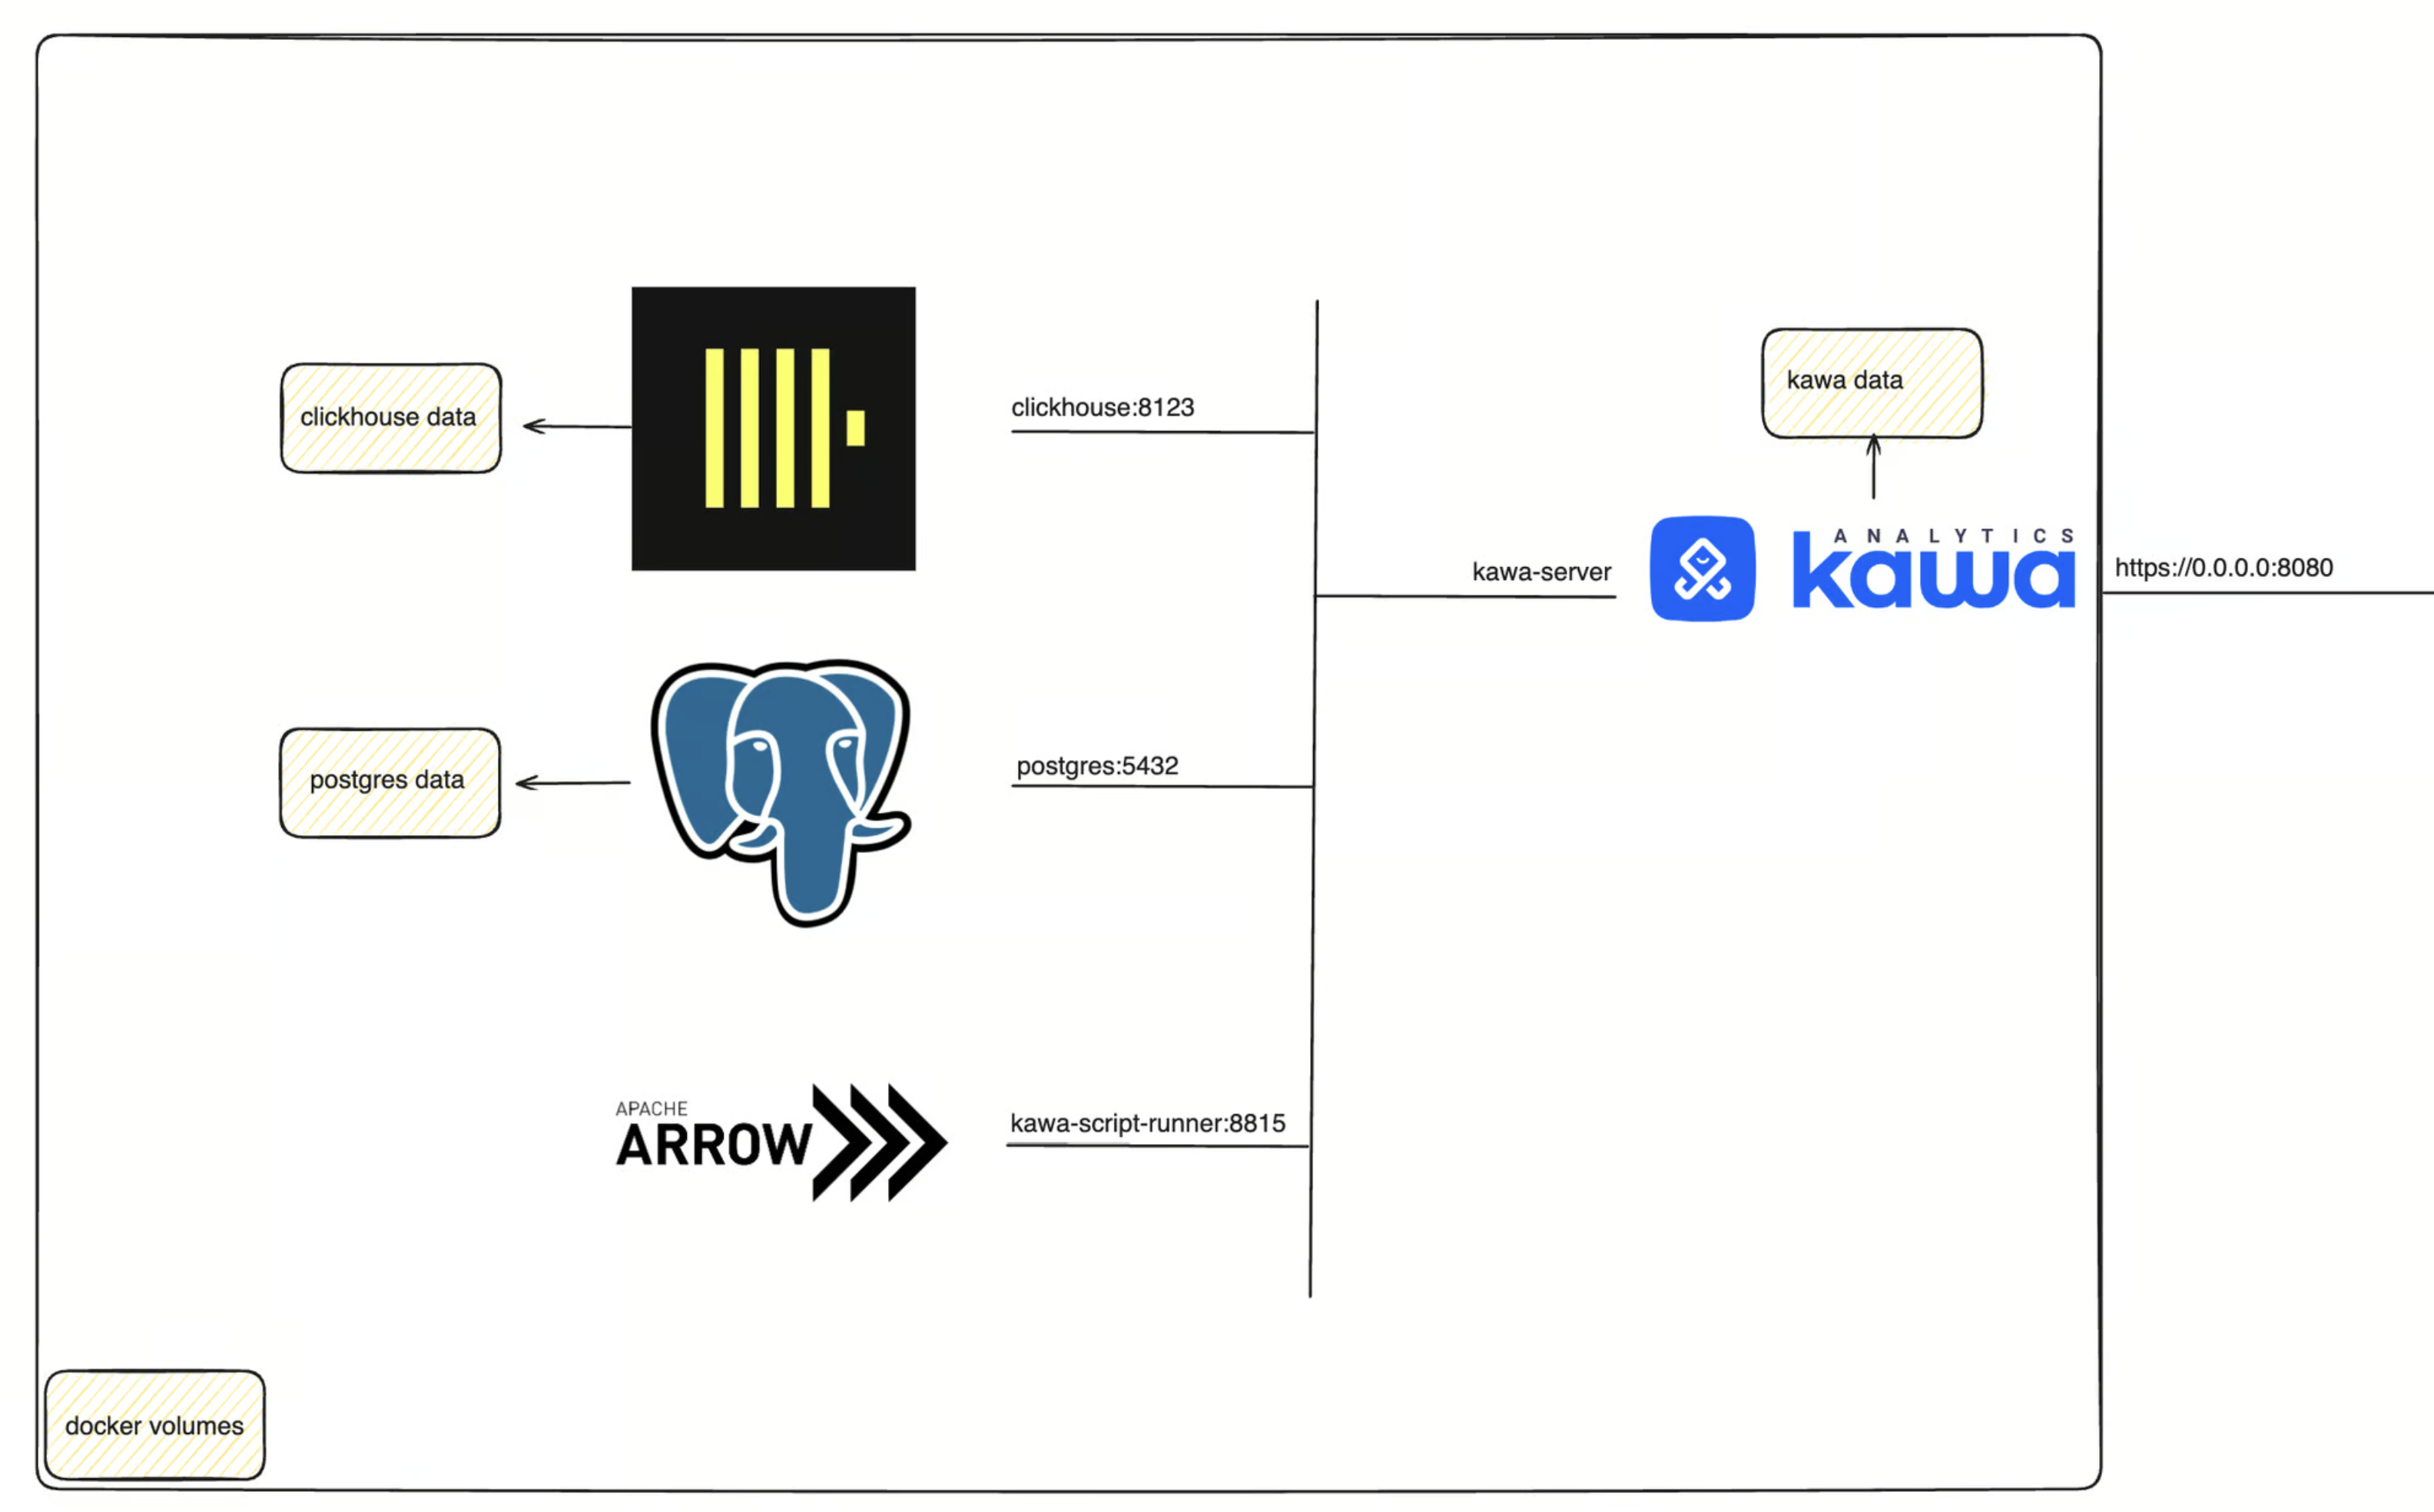 clickhouse data
clickhouse:8123
kawa data
kawa-server
ANALYTICS
kawa
https://0.0.0.0:8080
postgres data
postgres:5432
APACHE
ARROW
kawa-script-runner:8815
docker volumes